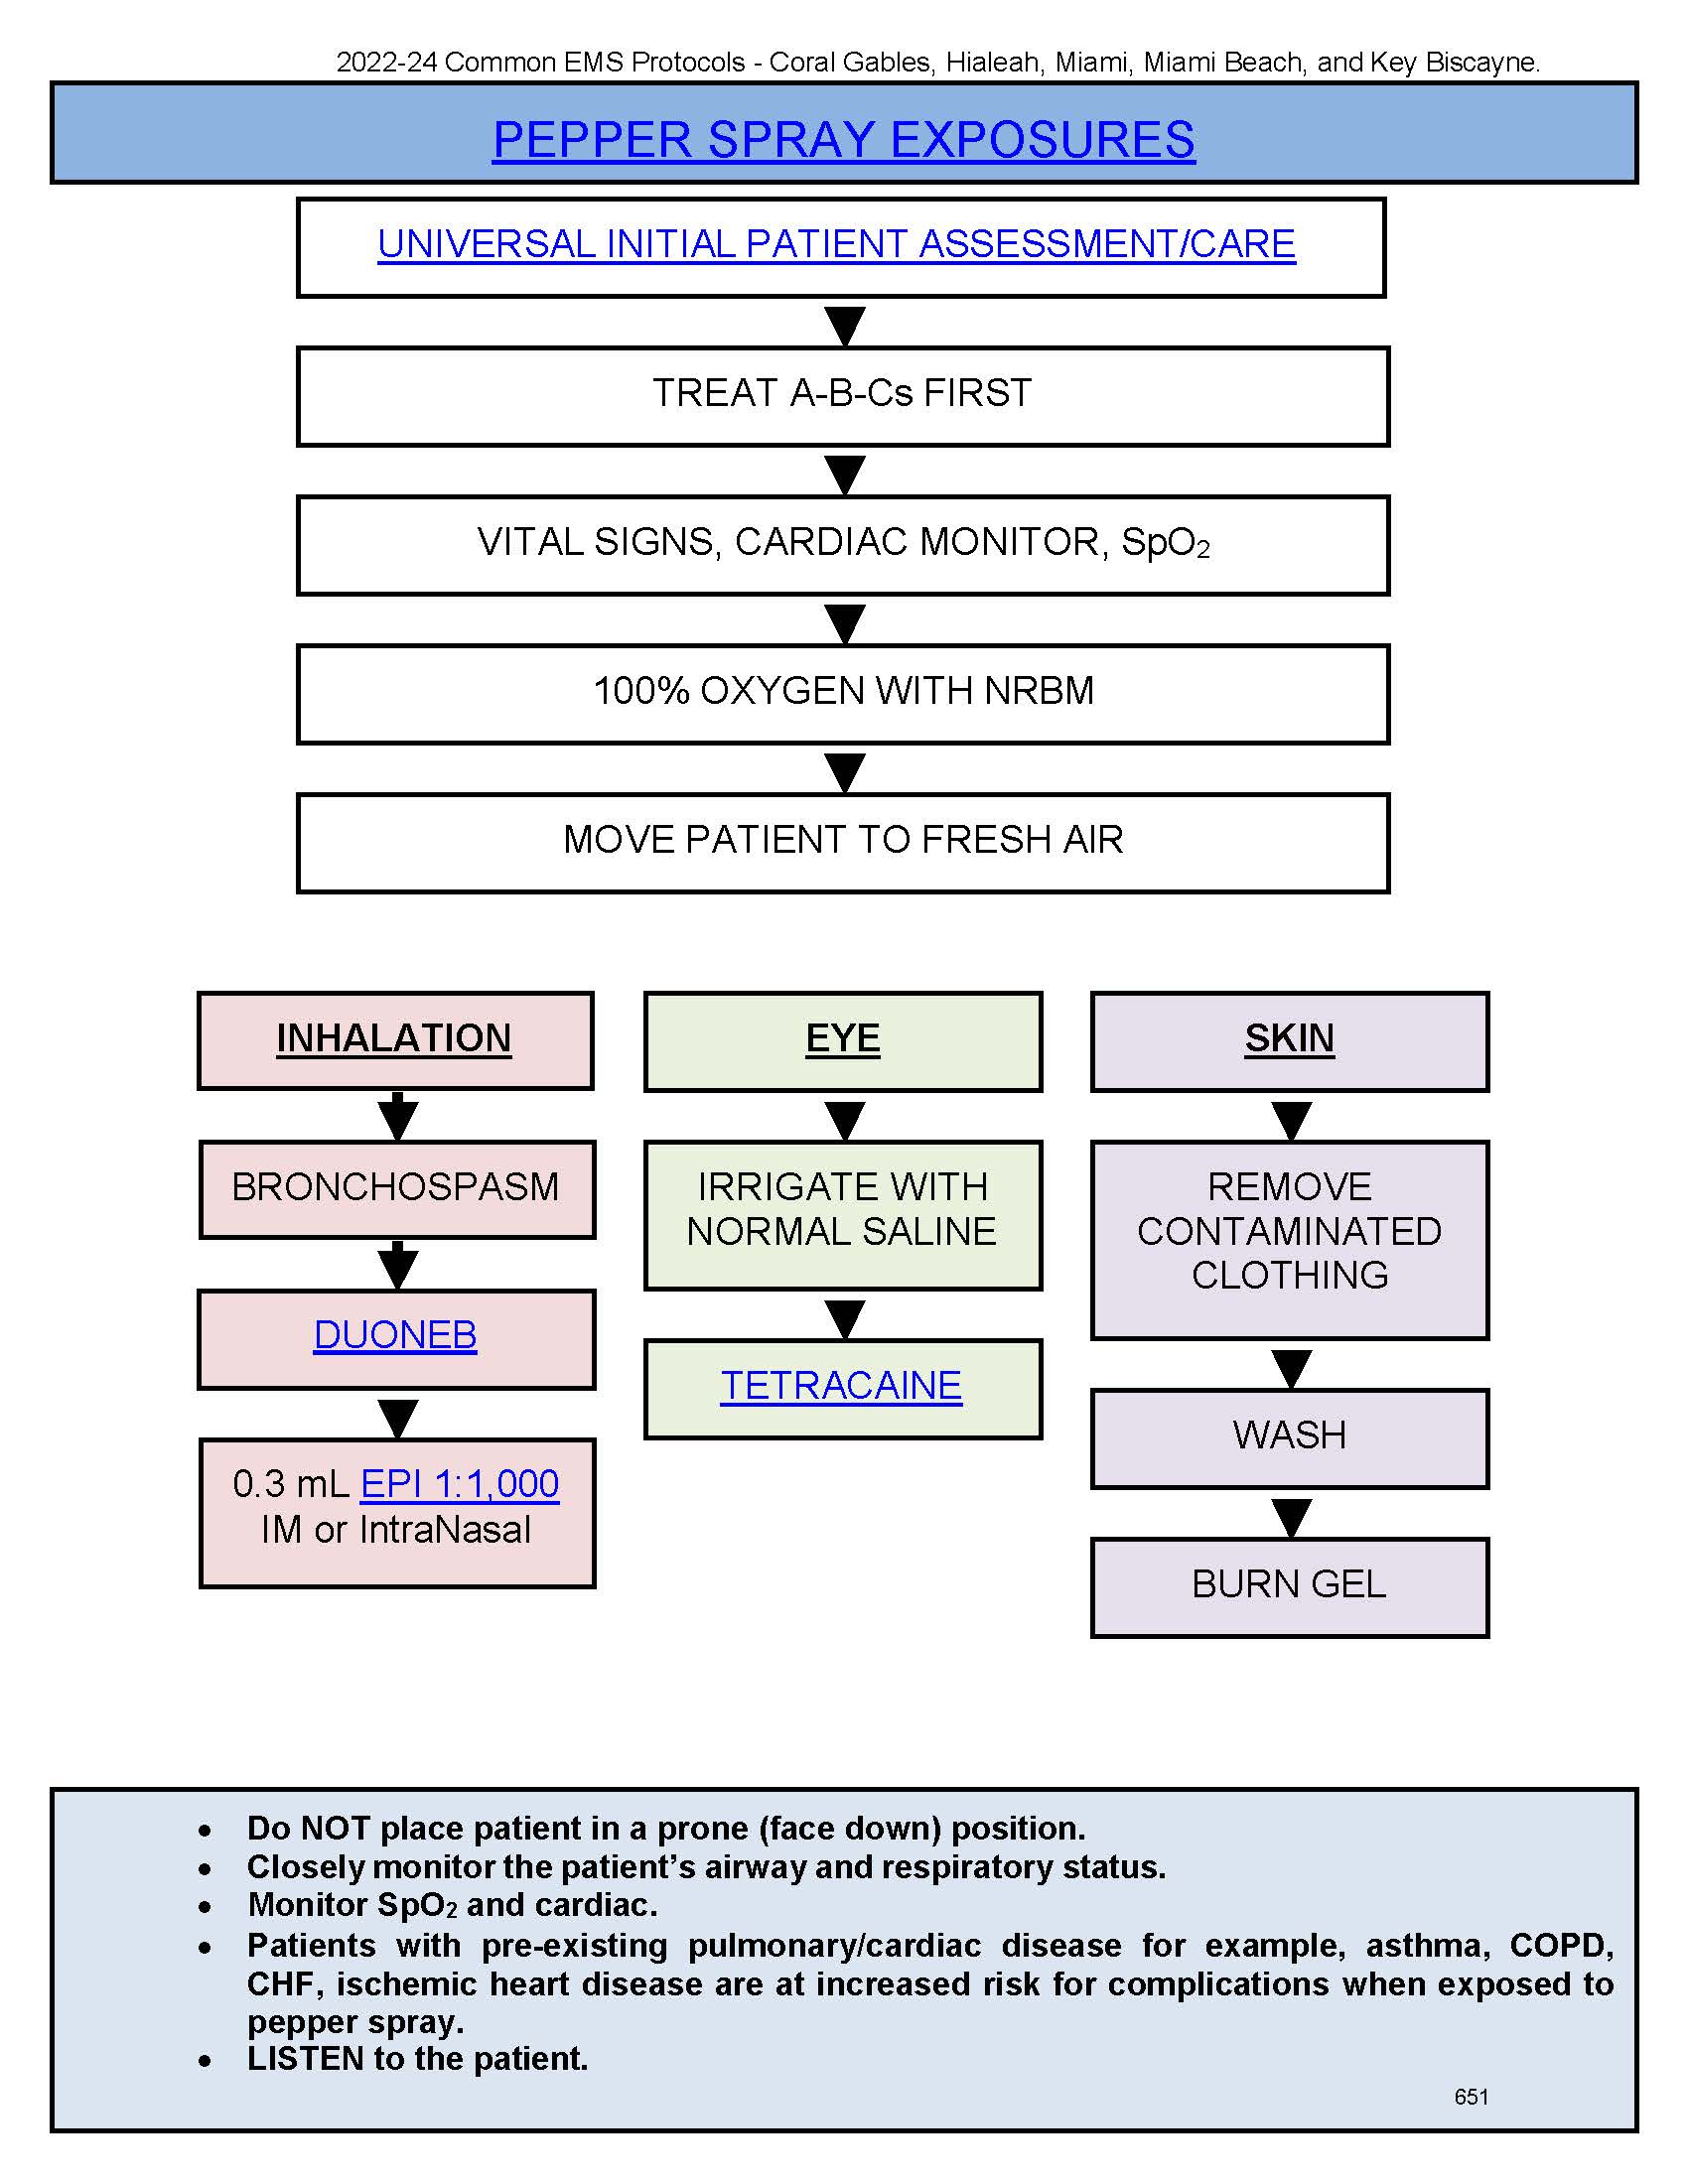 2022-24 Common EMS Protocols - Coral Gables, Hialeah, Miami, Miami Beach, and Key Biscayne.
PEPPER SPRAY EXPOSURES
UNIVERSAL INITIAL PATIENT ASSESSMENT/CARE
TREAT A-B-Cs FIRST
VITAL SIGNS, CARDIAC MONITOR, SpO₂
100% OXYGEN WITH NRBM
MOVE PATIENT TO FRESH AIR
INHALATION
BRONCHOSPASM
DUONEB
0.3 mL EPI 1:1,000
IM or IntraNasal
EYE
IRRIGATE WITH
NORMAL SALINE
TETRACAINE
SKIN
REMOVE
CONTAMINATED
CLOTHING
WASH
BURN GEL
• Do NOT place patient in a prone (face down) position.
• Closely monitor the patient’s airway and respiratory status.
• Monitor SpO₂ and cardiac.
• Patients with pre-existing pulmonary/cardiac disease for example, asthma, COPD,
CHF, ischemic heart disease are at increased risk for complications when exposed to
pepper spray.
• LISTEN to the patient.
651